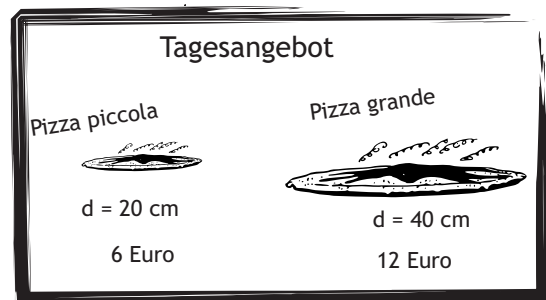 Tagesangebot
Pizza piccola
d = 20 cm
6 Euro
Pizza grande
d = 40 cm
12 Euro